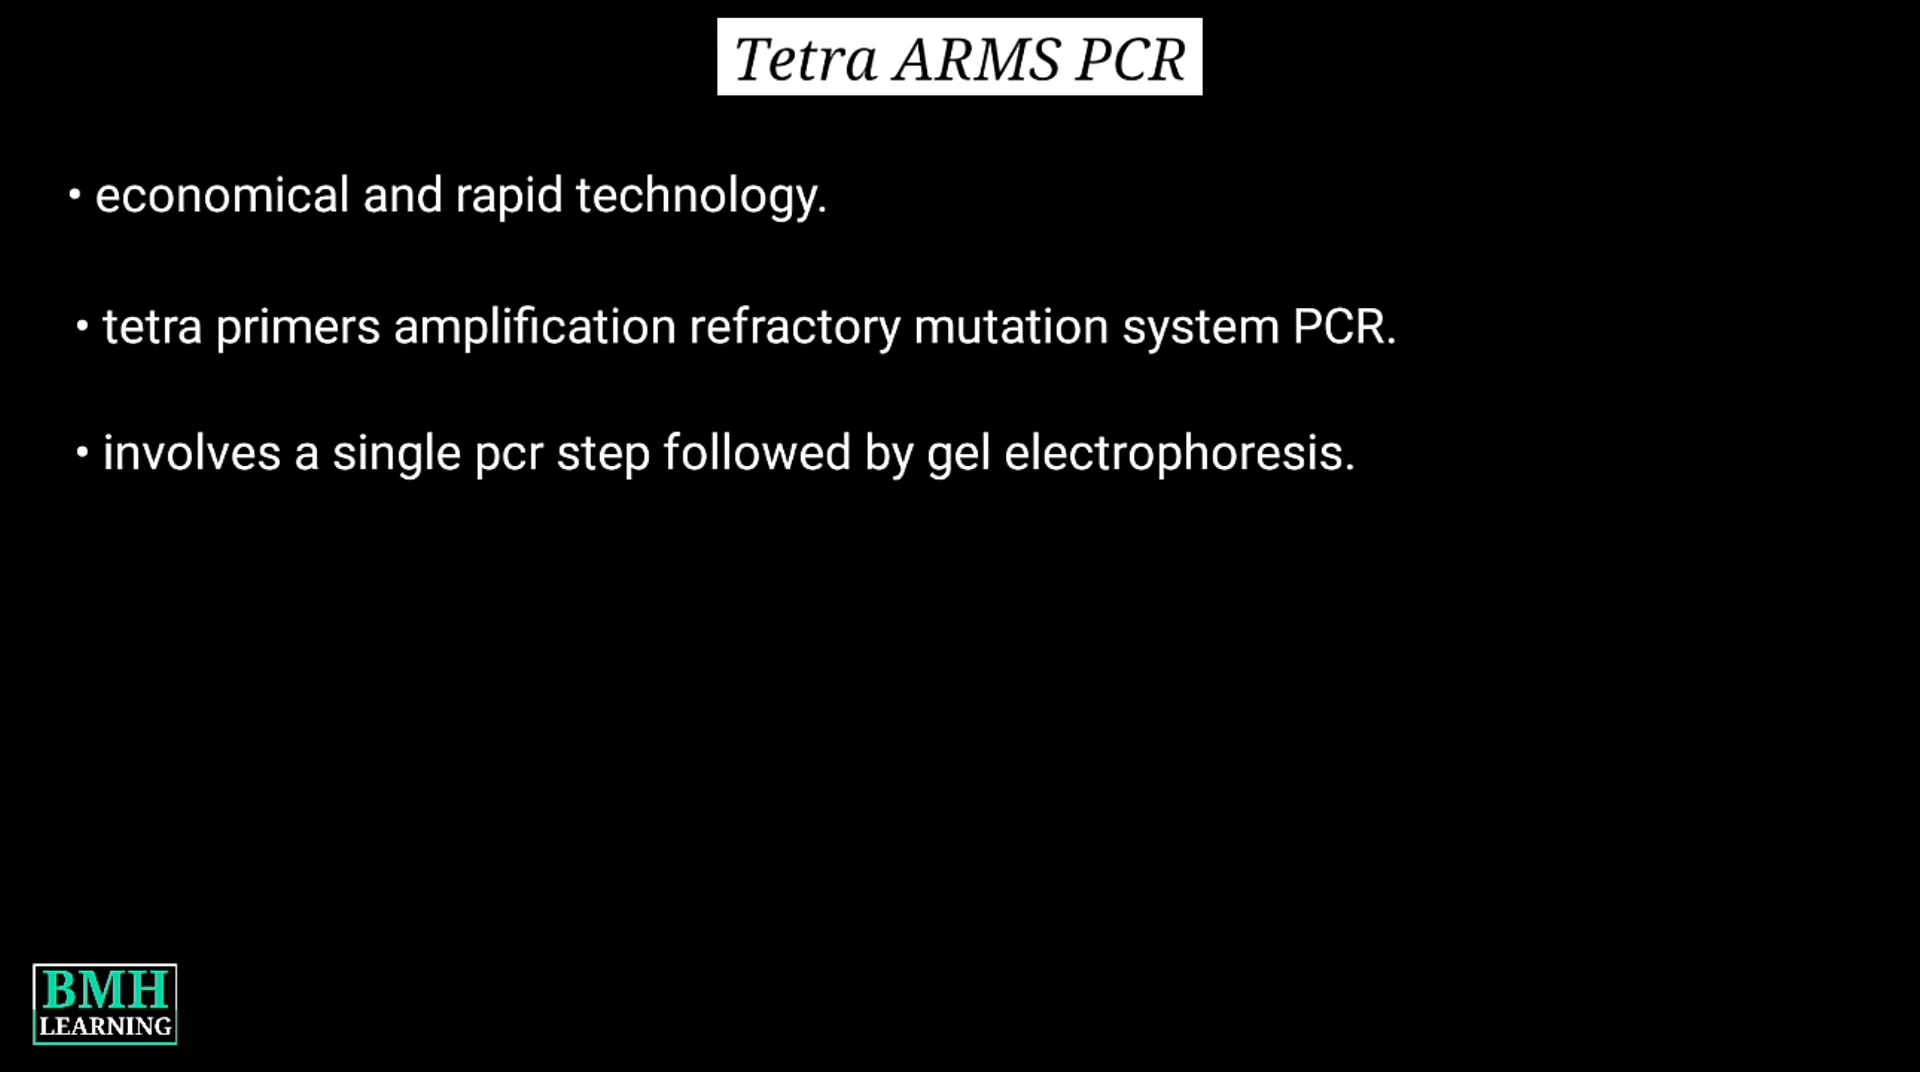 Tetra ARMS PCR
• economical and rapid technology.
• tetra primers amplification refractory mutation system PCR.
• involves a single pcr step followed by gel electrophoresis.
BMH
LEARNING